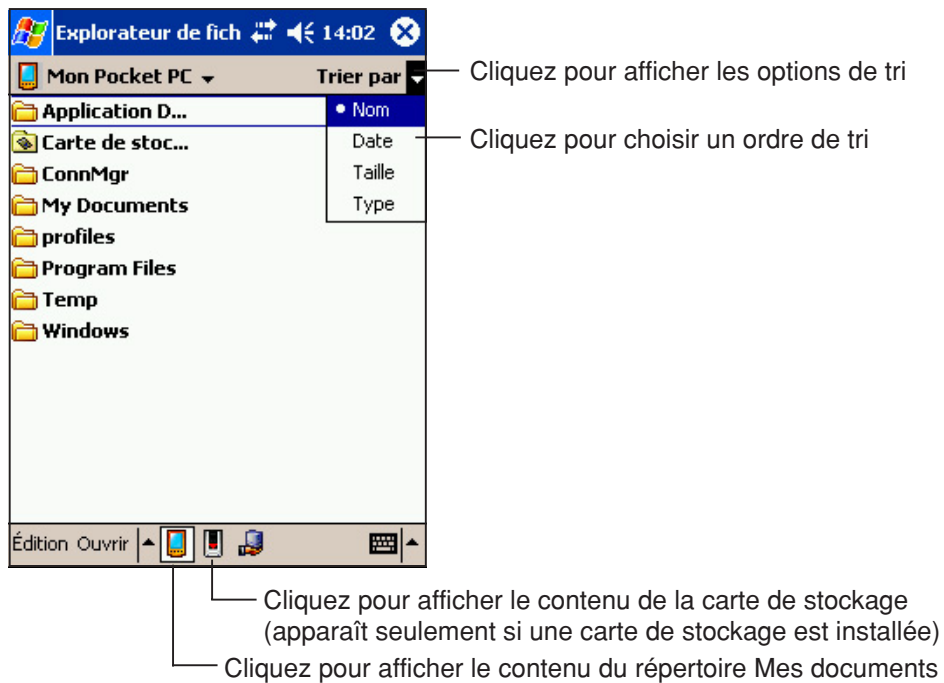 Explorateur de fich 14:02
Mon Pocket PC Trier par
Cliquez pour afficher les options de tri
Application D...
Nom
Carte de stoc...
Date
Cliquez pour choisir un ordre de tri
ConnMgr
Taille
My Documents
Type
profiles
Program Files
Temp
Windows
Édition Ouvrir
Cliquez pour afficher le contenu de la carte de stockage
(apparaît seulement si une carte de stockage est installée)
Cliquez pour afficher le contenu du répertoire Mes documents